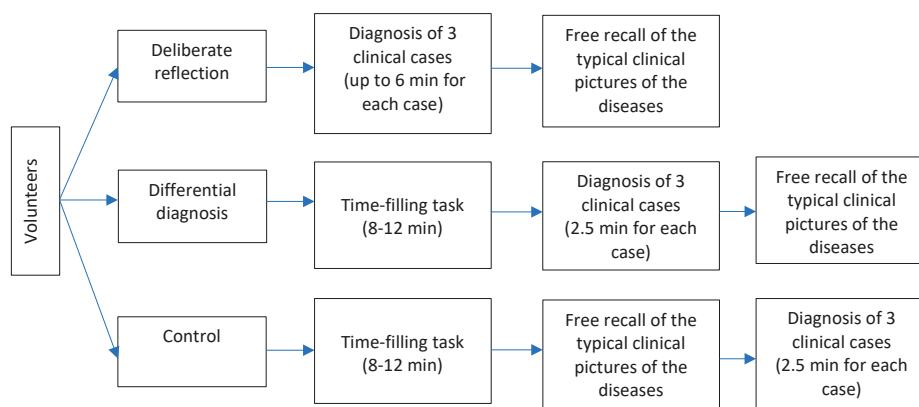 Volunteers
Deliberate
reflection
Diagnosis of 3
clinical cases
(up to 6 min for
each case)
Free recall of the
typical clinical
pictures of the
diseases
Differential
diagnosis
Time-filling task
(8-12 min)
Diagnosis of 3
clinical cases
(2.5 min for each
case)
Free recall of the
typical clinical
pictures of the
diseases
Control
Time-filling task
(8-12 min)
Free recall of the
typical clinical
pictures of the
diseases
Diagnosis of 3
clinical cases
(2.5 min for each
case)